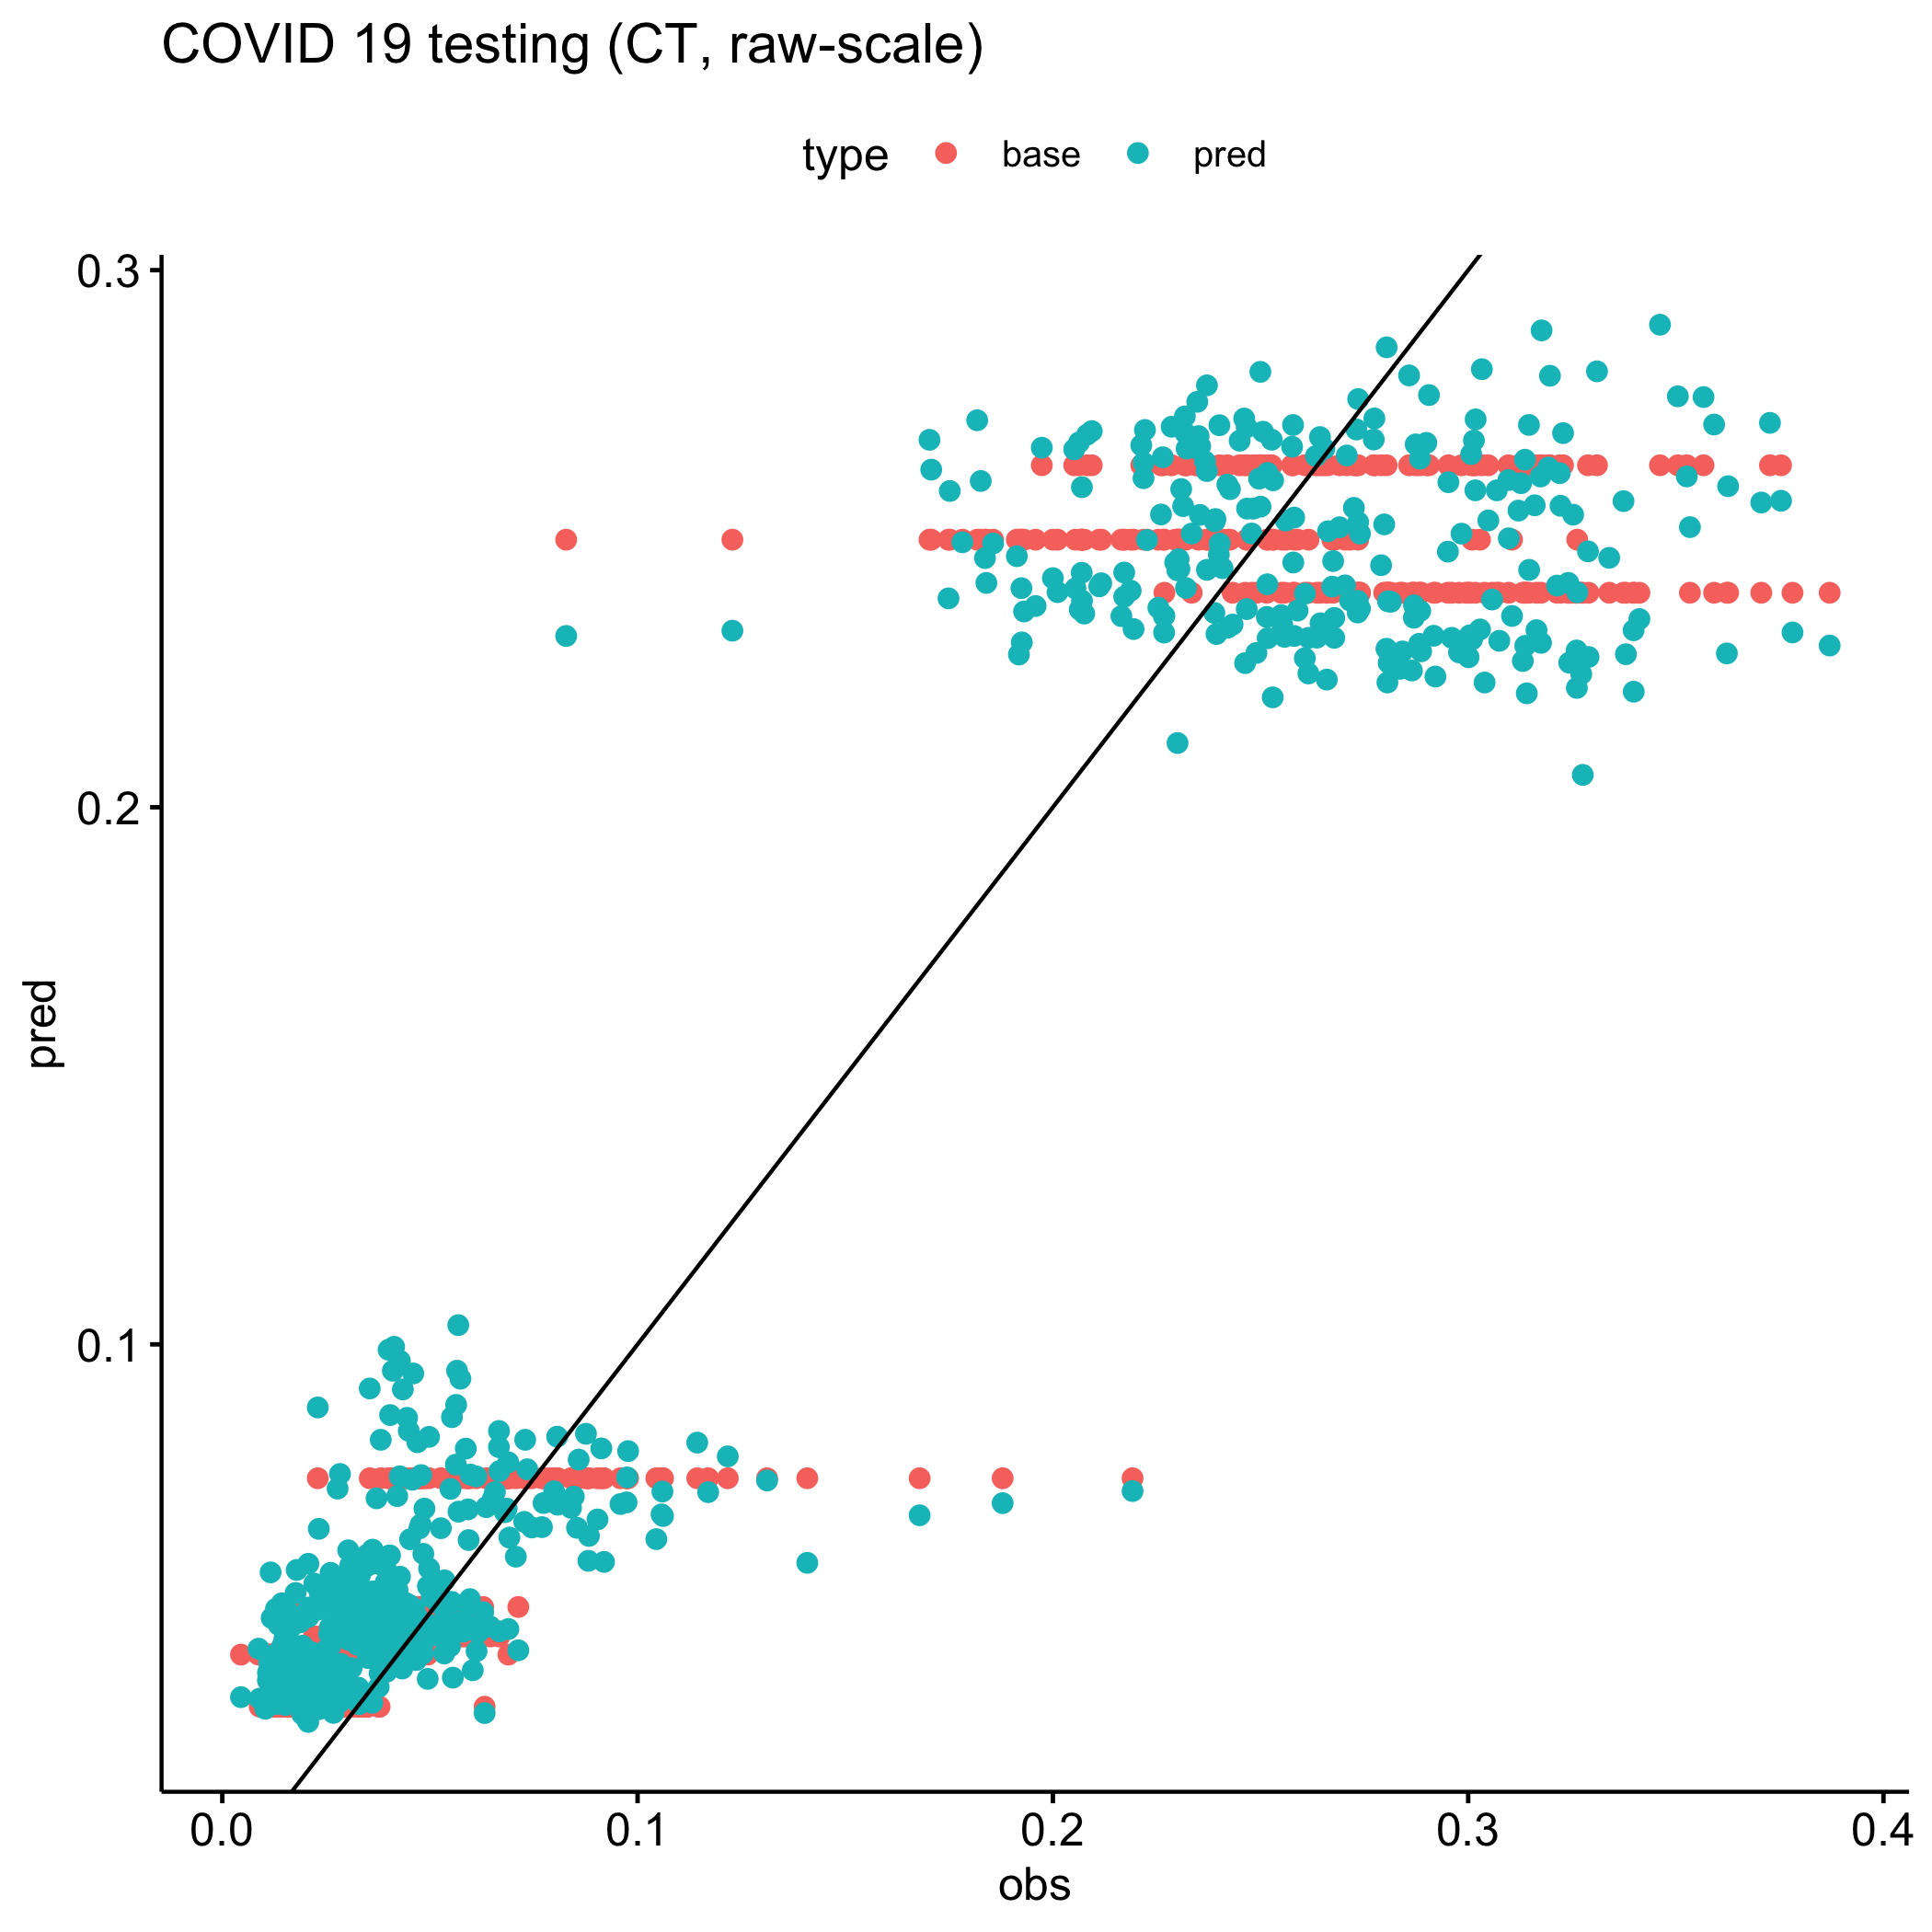 COVID 19 testing (CT, raw-scale)
type base pred
0.3
0.2
0.1
pred
0.0 0.1 0.2 0.3 0.4
obs